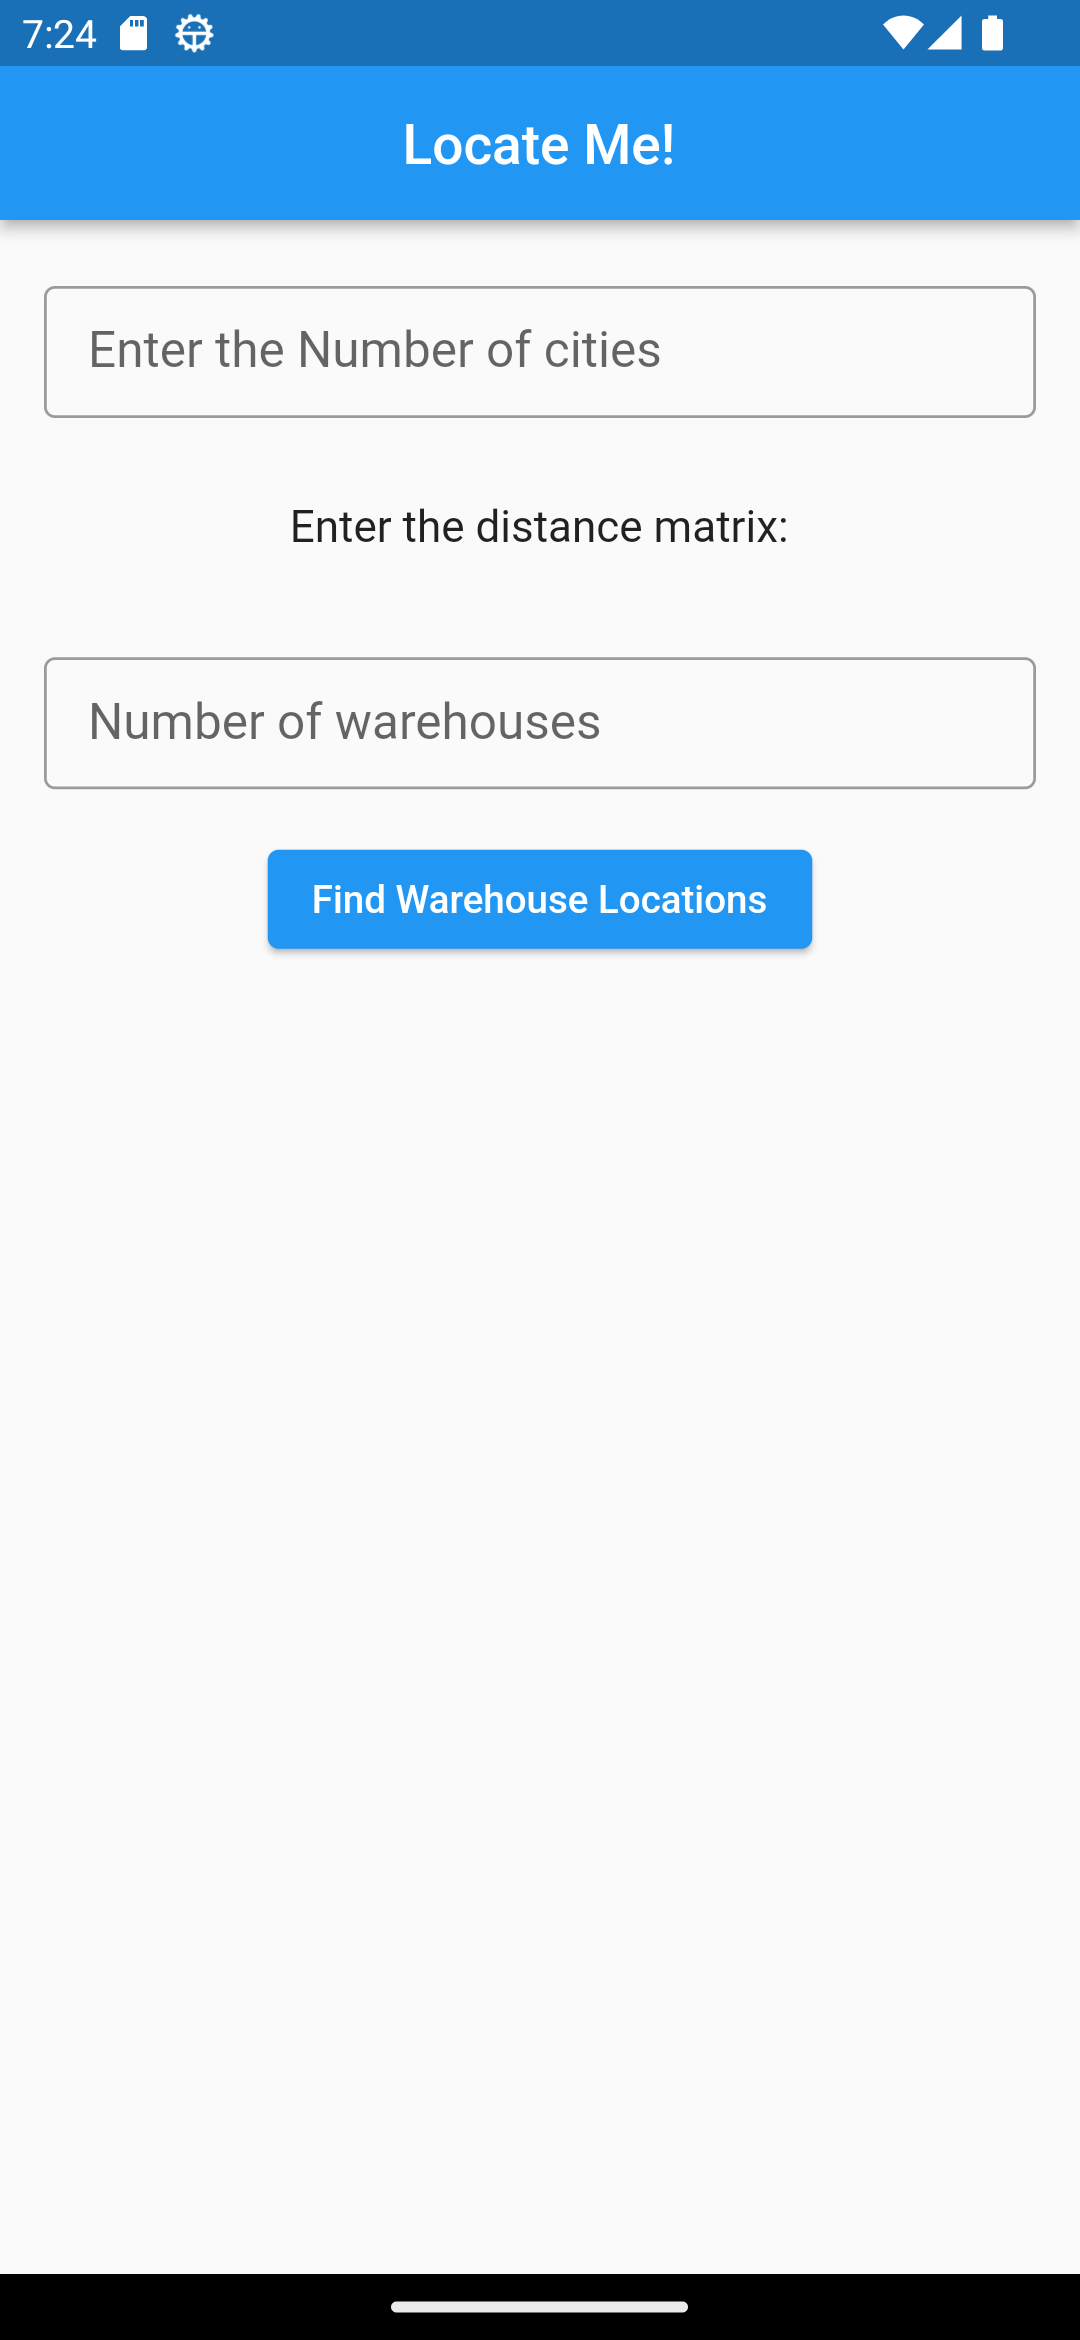 7:24
Locate Me!
Enter the Number of cities
Enter the distance matrix:
Number of warehouses
Find Warehouse Locations